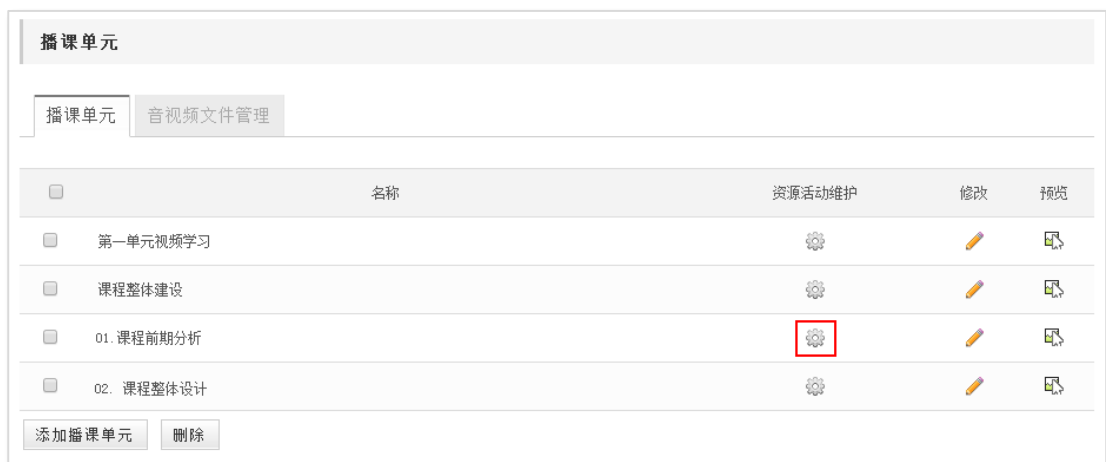 播课单元
播课单元 音视频文件管理
名称 资源活动维护 修改 预览
第一单元视频学习
课程整体建设
01.课程前期分析
02. 课程整体设计
添加播课单元 删除